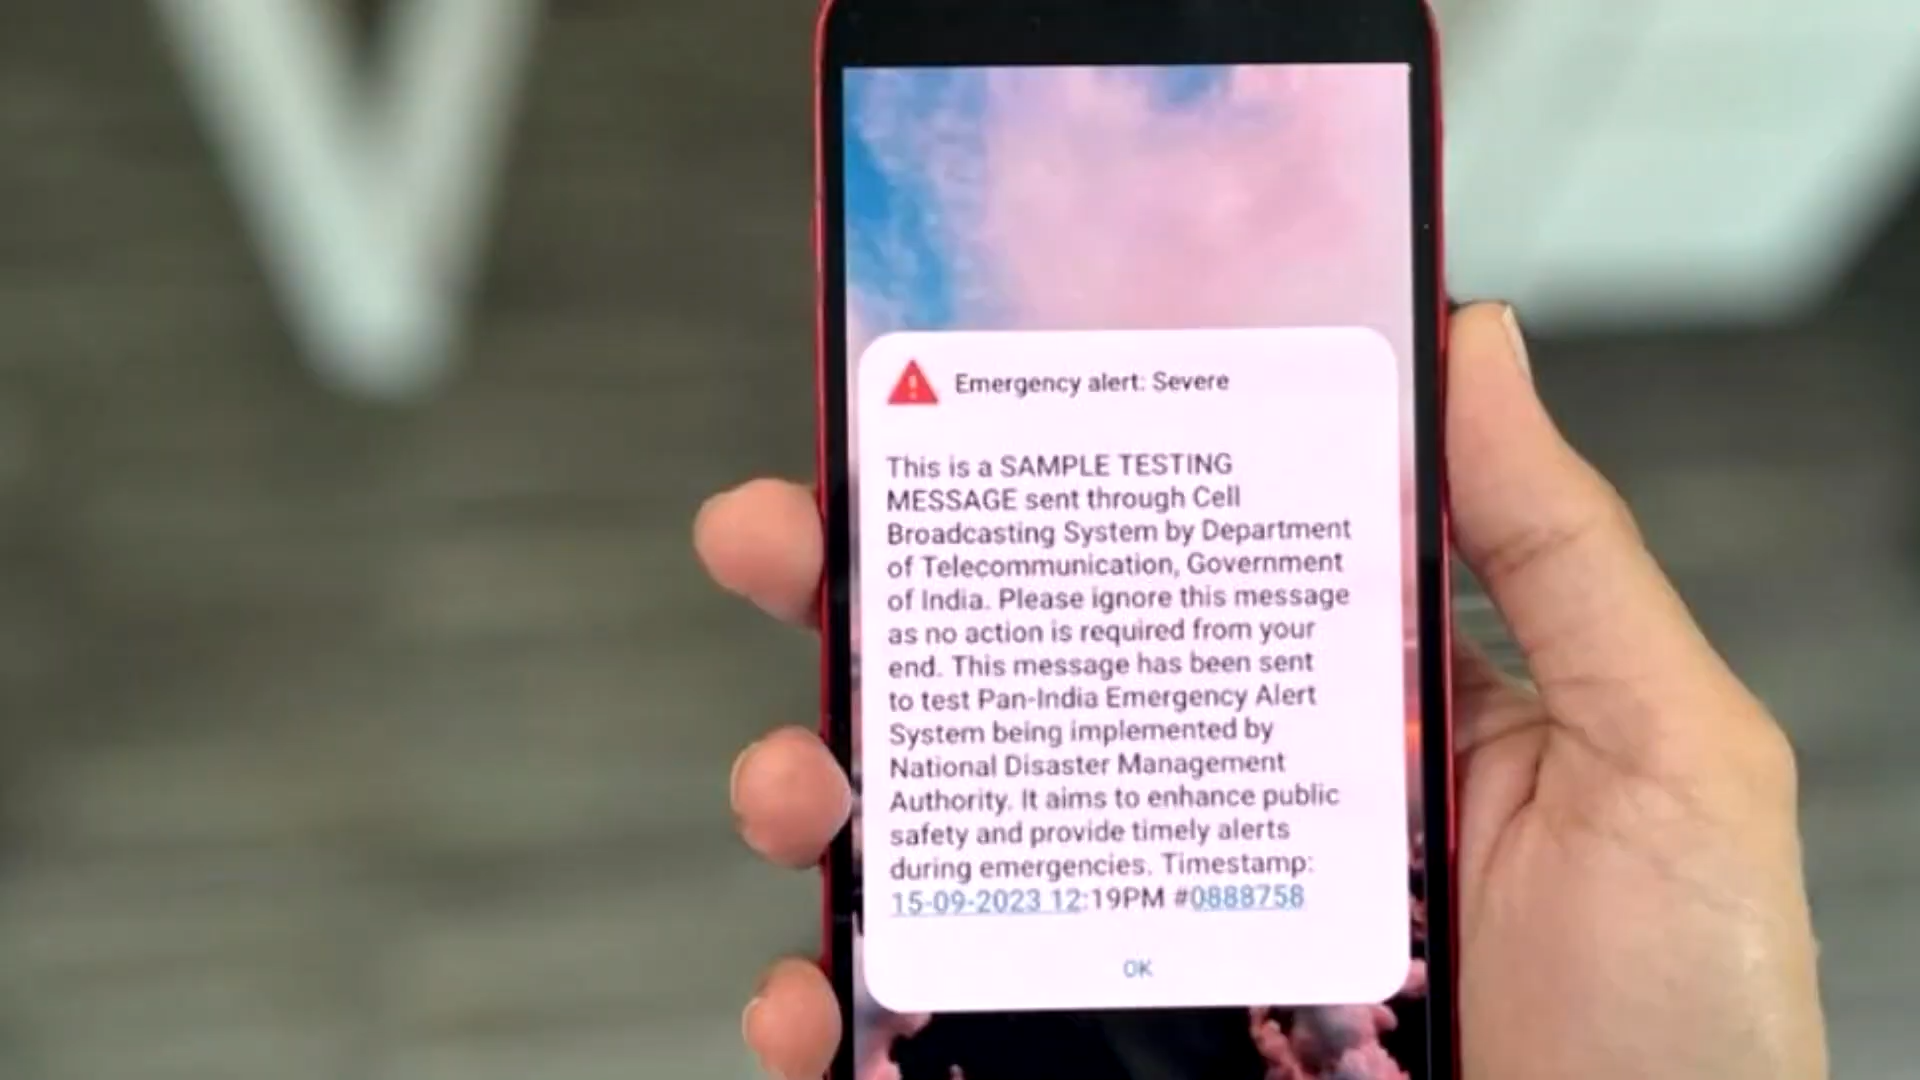 Emergency alert: Severe
This is a SAMPLE TESTING
MESSAGE sent through Cell
Broadcasting System by Department
of Telecommunication, Government
of India. Please ignore this message
as no action is required from your
end. This message has been sent
to test Pan-India Emergency Alert
System being implemented by
National Disaster Management
Authority. It aims to enhance public
safety and provide timely alerts
during emergencies. Timestamp:
15-09-2023 12:19PM #0888758
OK